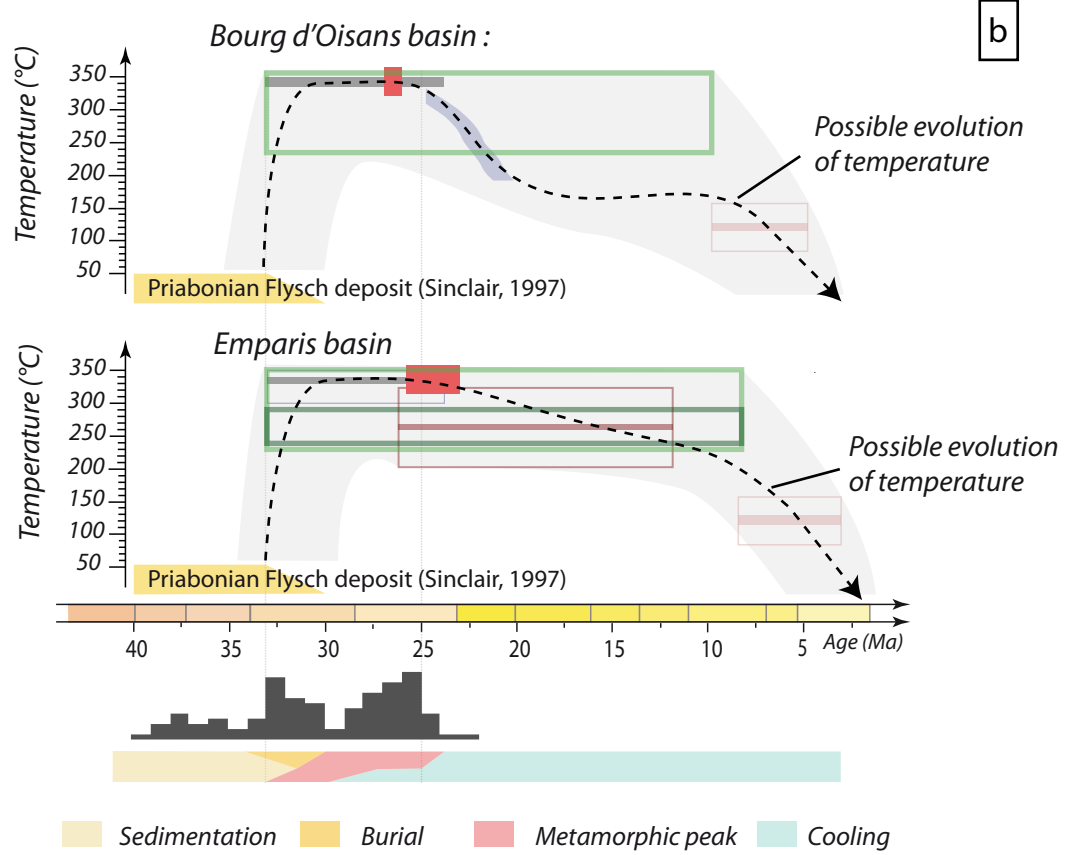 b
Bourg d'Oisans basin :
Temperature (°C)
350
300
250
200
150
100
50
Possible evolution
of temperature
Priabonian Flysch deposit (Sinclair, 1997)
Emparis basin
Temperature (°C)
350
300
250
200
150
100
50
Possible evolution
of temperature
Priabonian Flysch deposit (Sinclair, 1997)
40 35 30 25 20 15 10 5 Age (Ma)
Sedimentation Burial Metamorphic peak Cooling